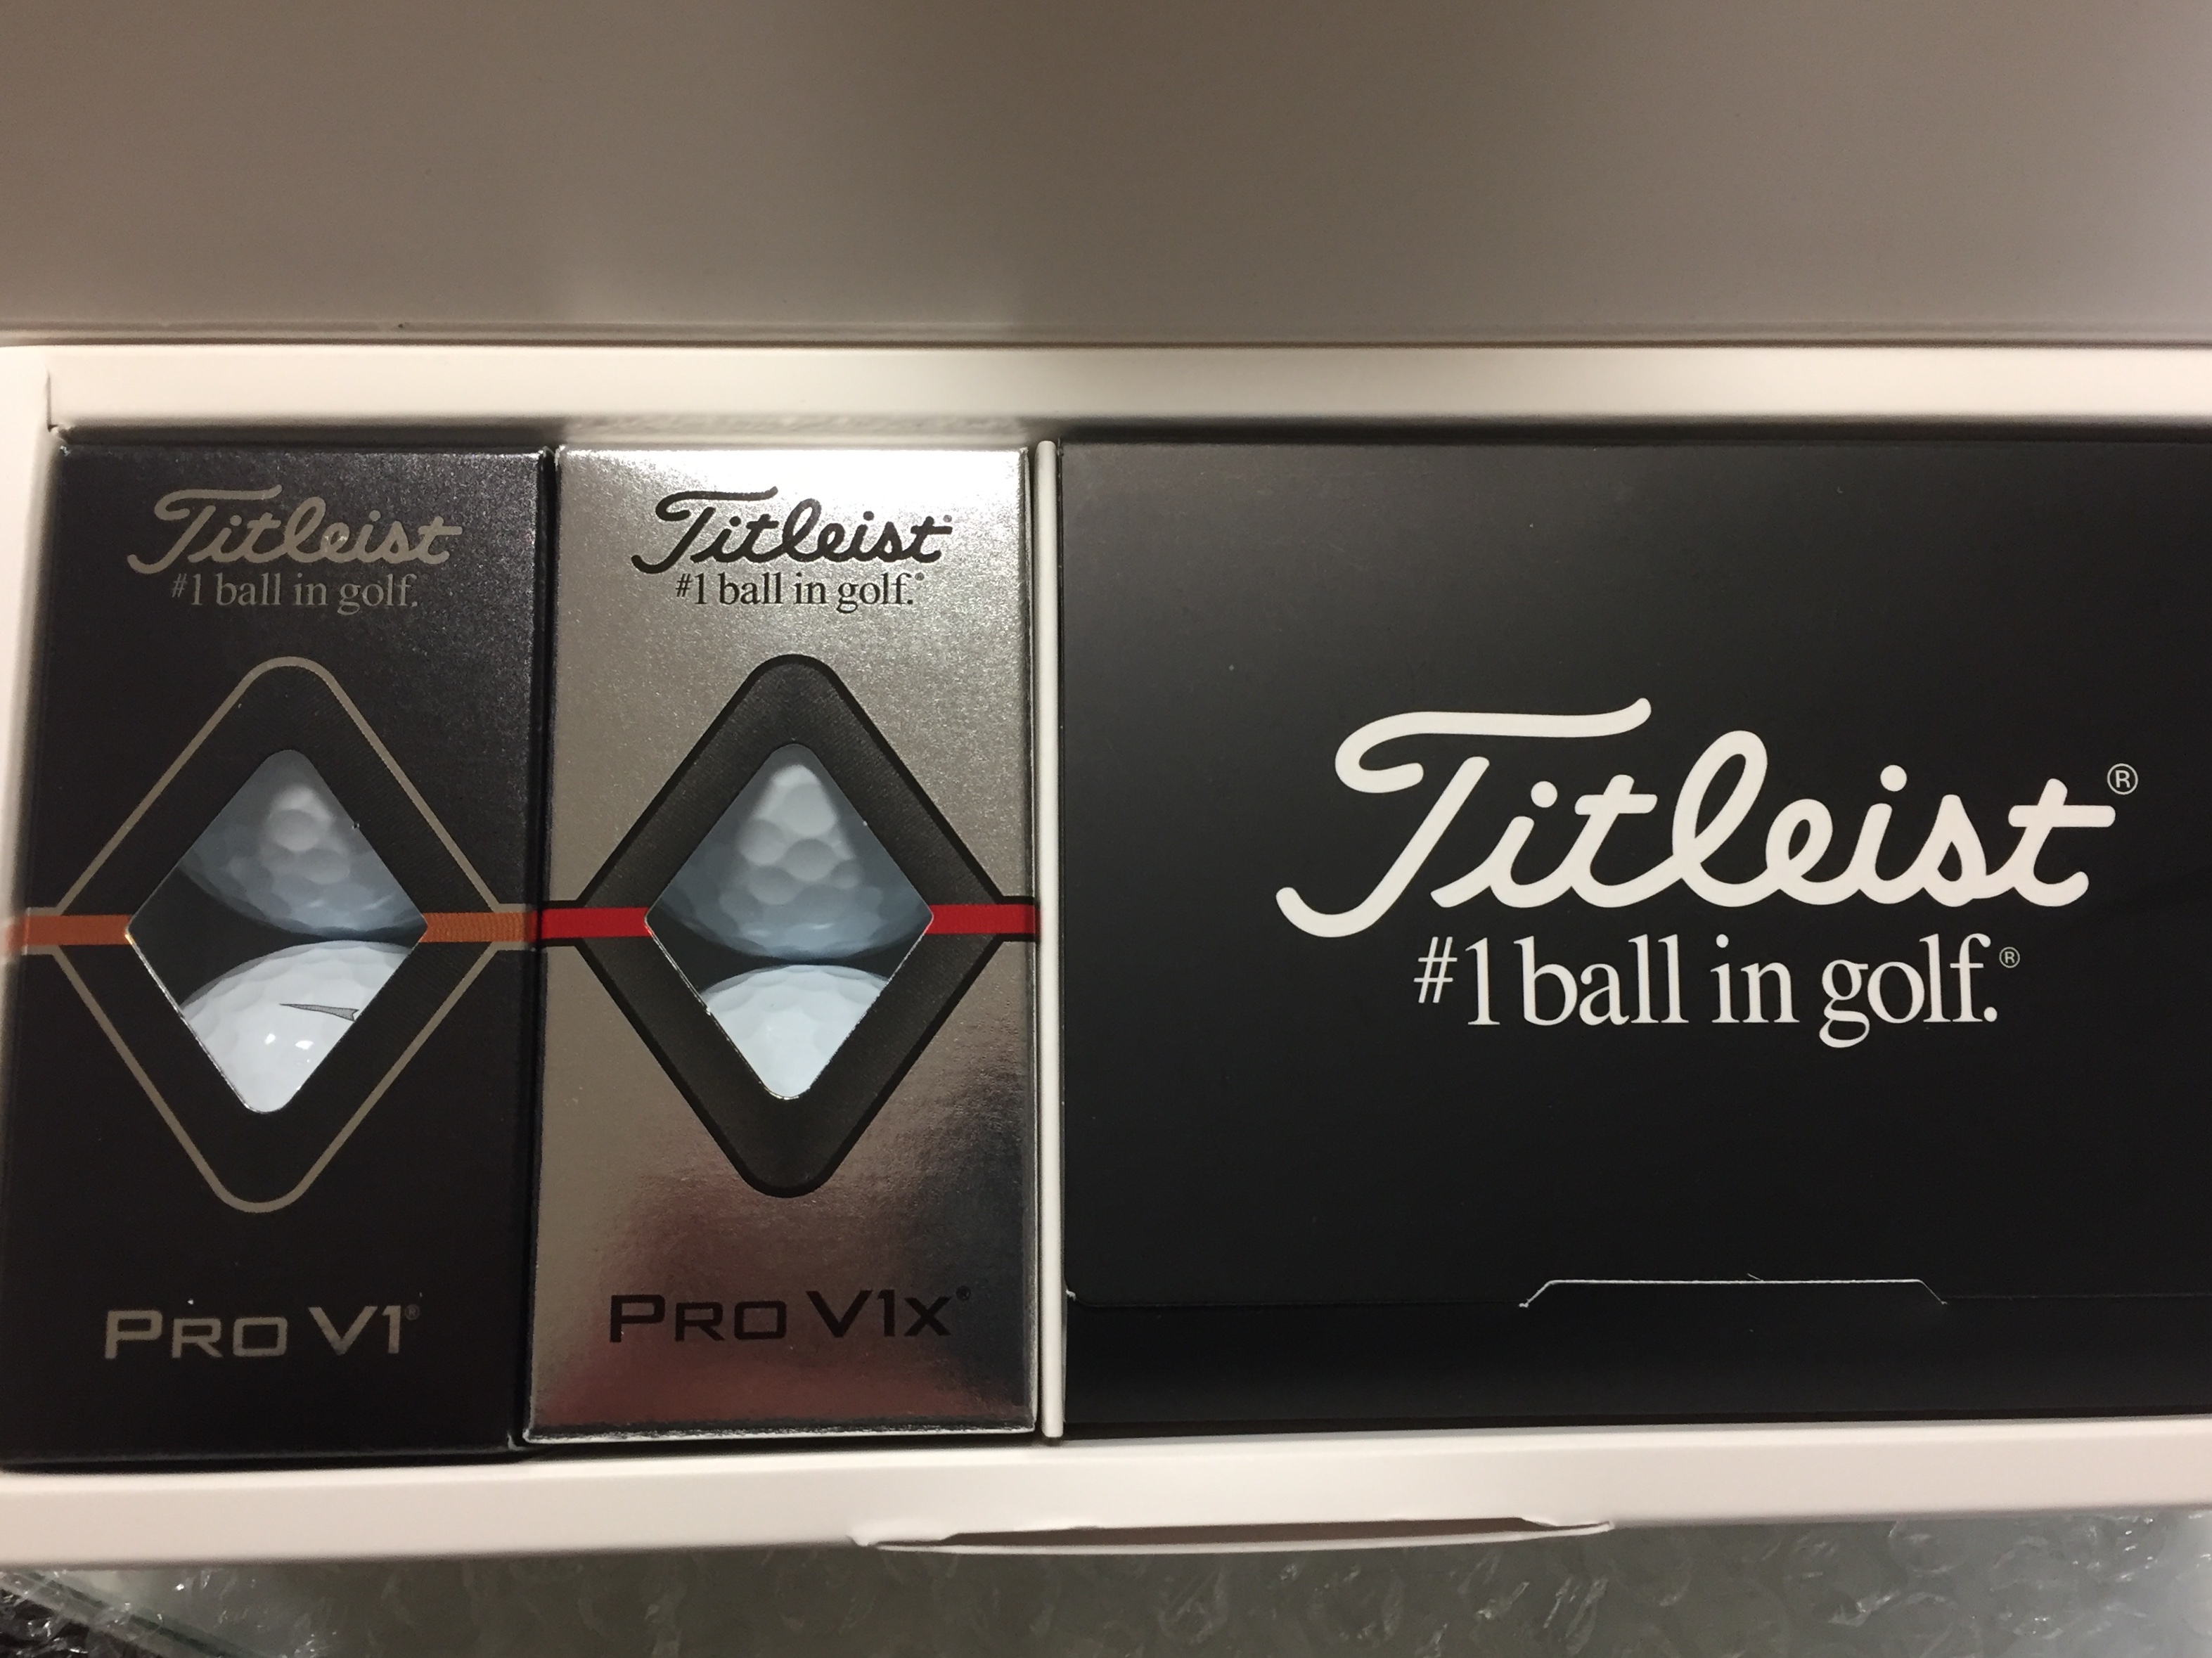 Titleist
#1 ball in golf.
PRO V1®
Titleist®
#1 ball in golf.®
PRO V1x®
Titleist®
#1 ball in golf.®